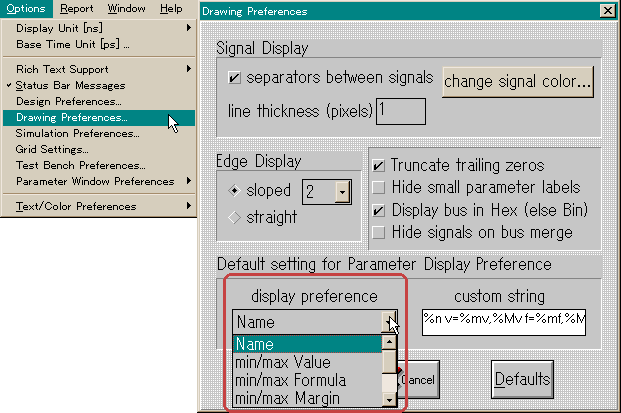 Options Report Window Help
Display Unit [ns]
Base Time Unit [ps] ...
Rich Text Support
Status Bar Messages
Design Preferences...
Drawing Preferences...
Simulation Preferences...
Grid Settings...
Test Bench Preferences...
Parameter Window Preferences
Text/Color Preferences
Drawing Preferences
Signal Display
separators between signals
change signal color...
line thickness (pixels) 1
Edge Display
sloped 2
straight
Truncate trailing zeros
Hide small parameter labels
Display bus in Hex (else Bin)
Hide signals on bus merge
Default setting for Parameter Display Preference
display preference
custom string
Name
%n v=%mv,%Mv f=%mf,%M
Name
min/max Value
min/max Formula
min/max Margin
Cancel
Defaults